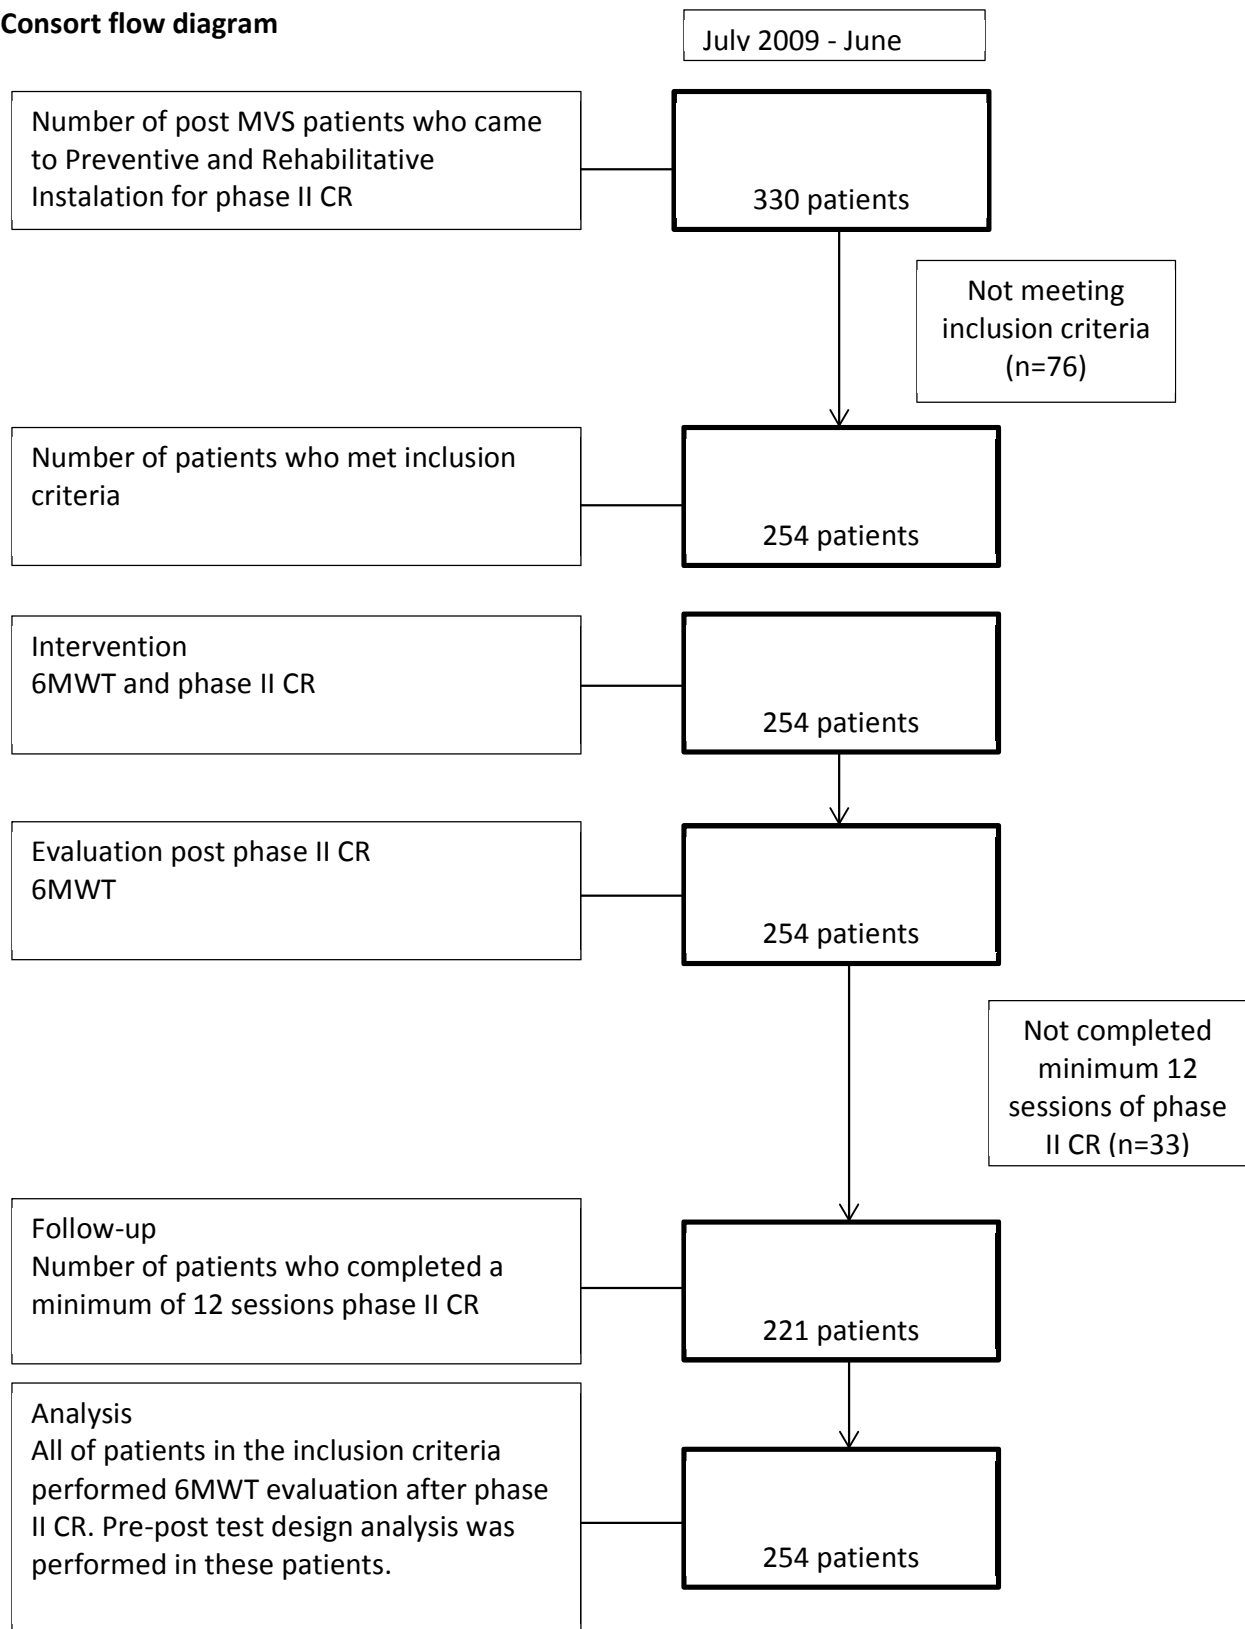 Consort flow diagram
July 2009 - June
Number of post MVS patients who came
to Preventive and Rehabilitative
Instalation for phase II CR
330 patients
Not meeting
inclusion criteria
(n=76)
Number of patients who met inclusion
criteria
254 patients
Intervention
6MWT and phase II CR
254 patients
Evaluation post phase II CR
6MWT
254 patients
Not completed
minimum 12
sessions of phase
II CR (n=33)
Follow-up
Number of patients who completed a
minimum of 12 sessions phase II CR
221 patients
Analysis
All of patients in the inclusion criteria
performed 6MWT evaluation after phase
II CR. Pre-post test design analysis was
performed in these patients.
254 patients